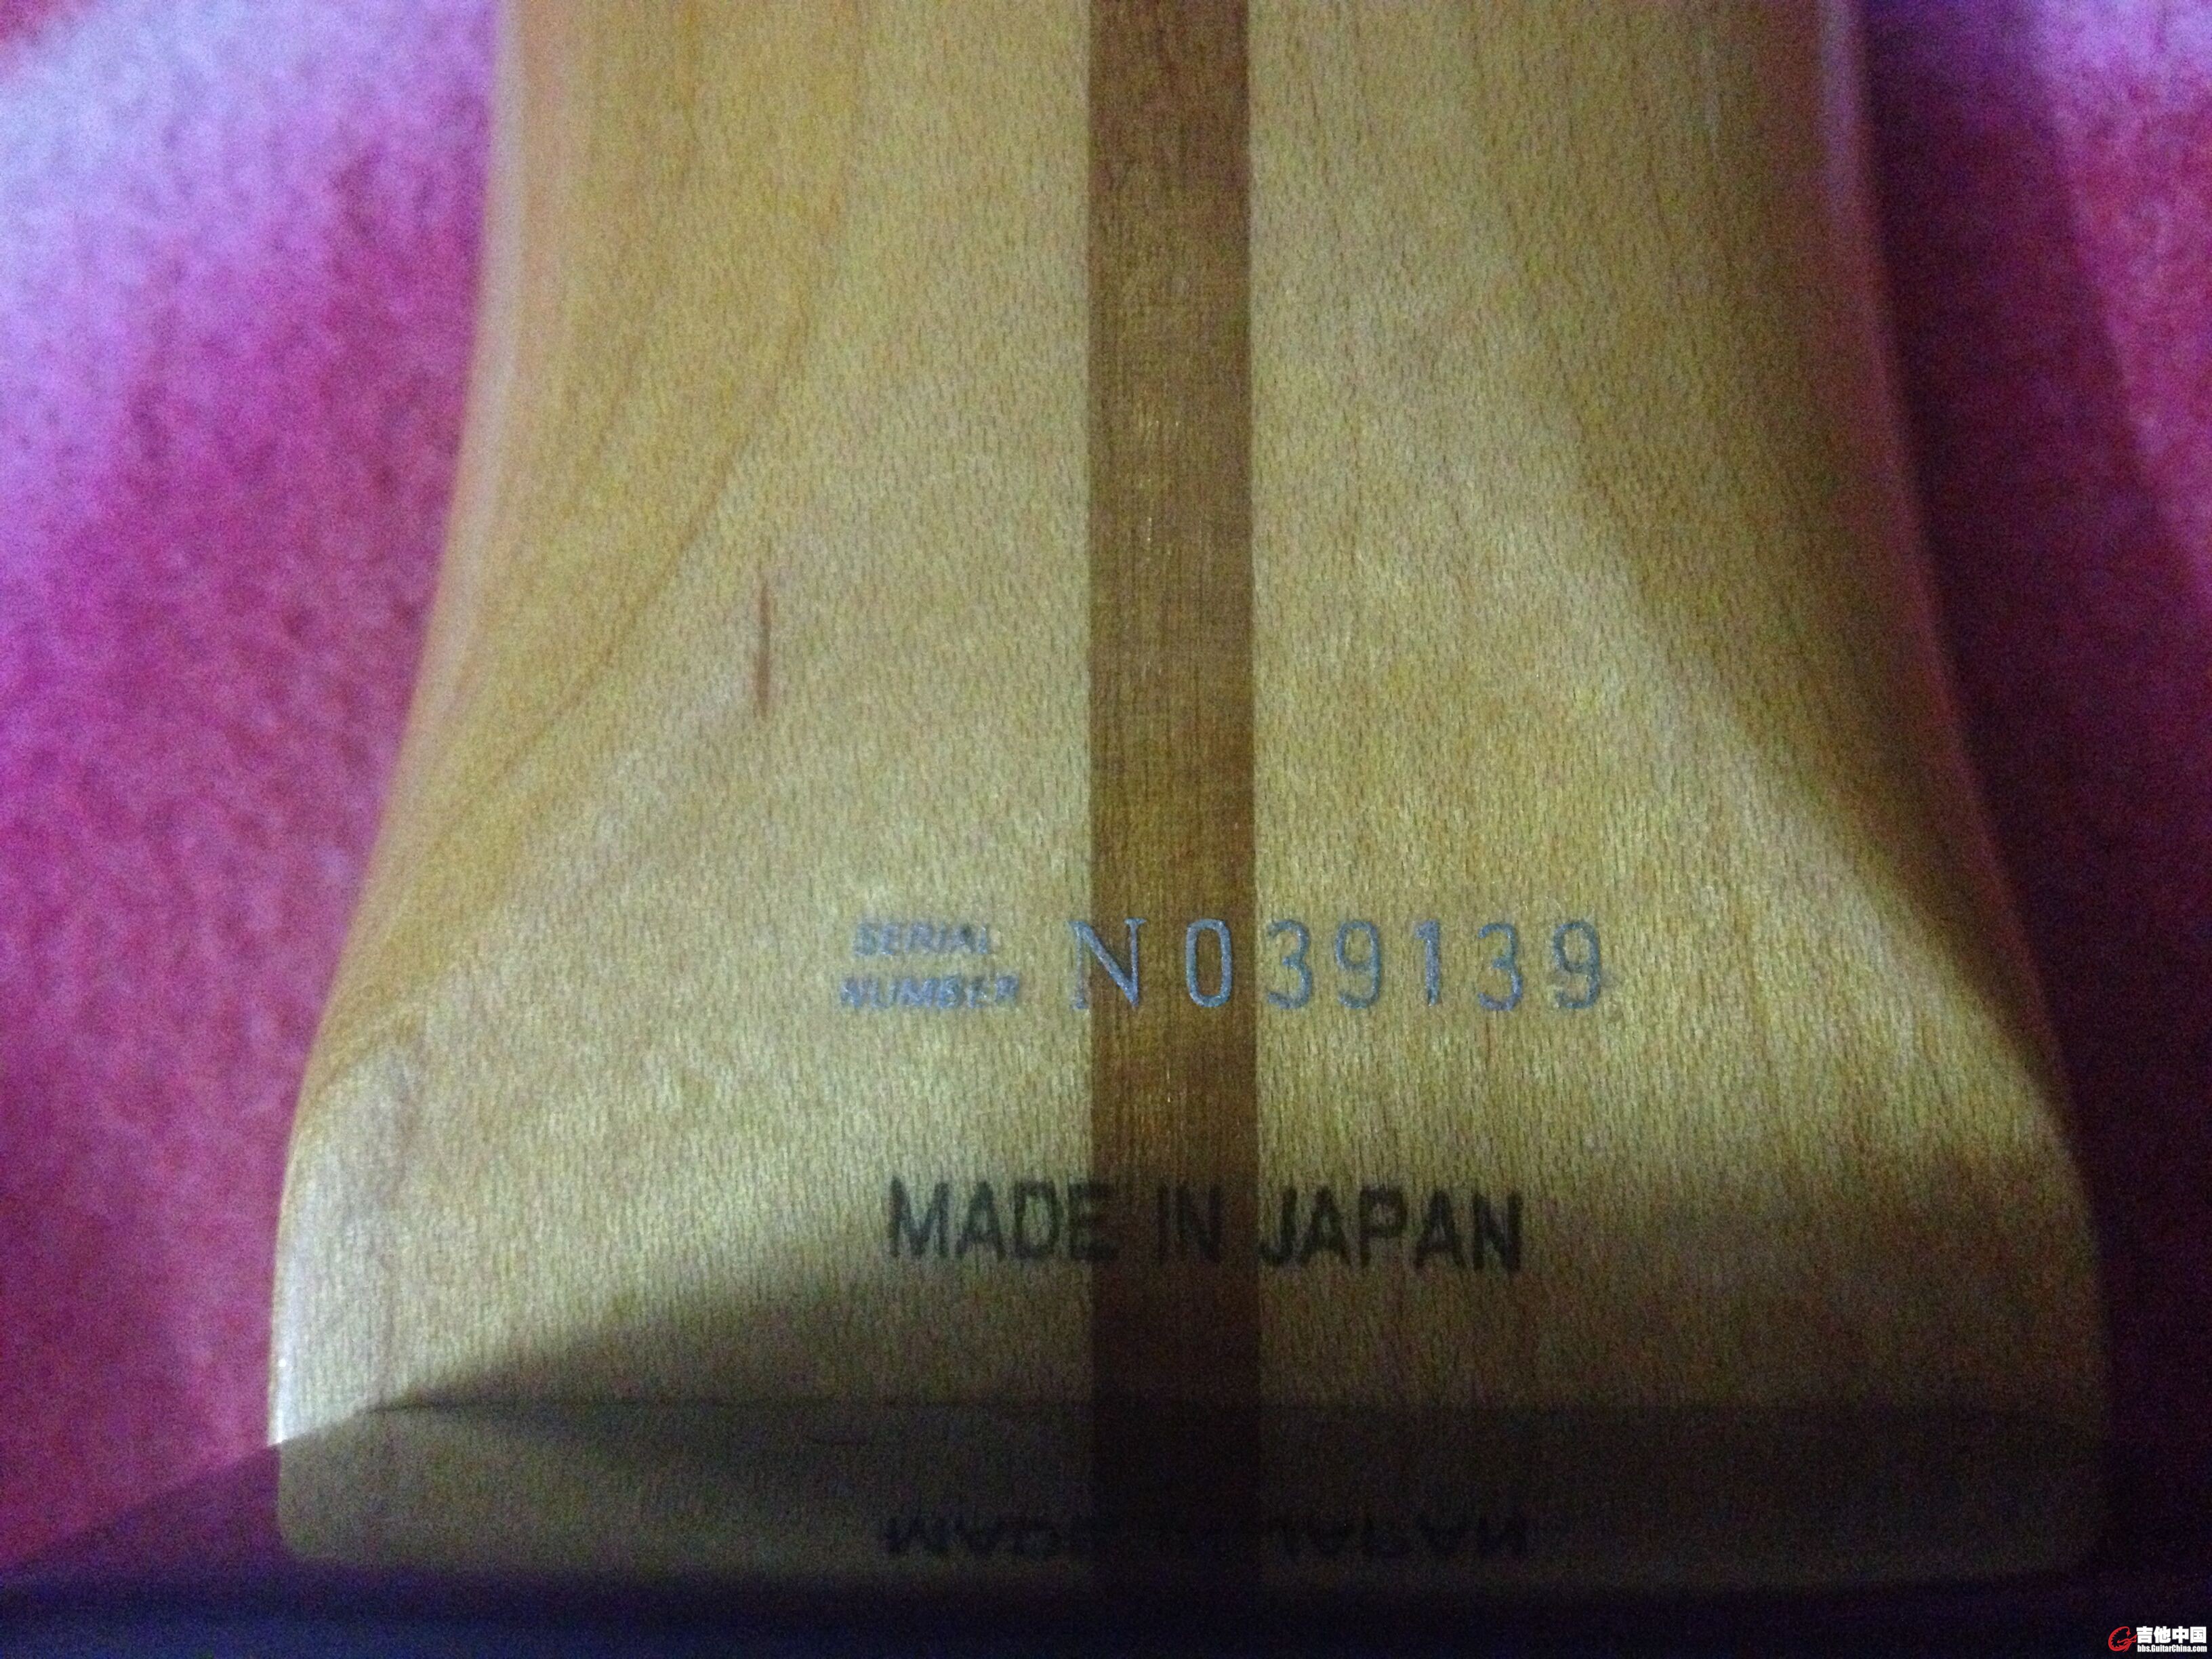 SERIAL
NUMBER
N039139
MADE IN JAPAN
吉他中国
bbs.GuitarChina.com